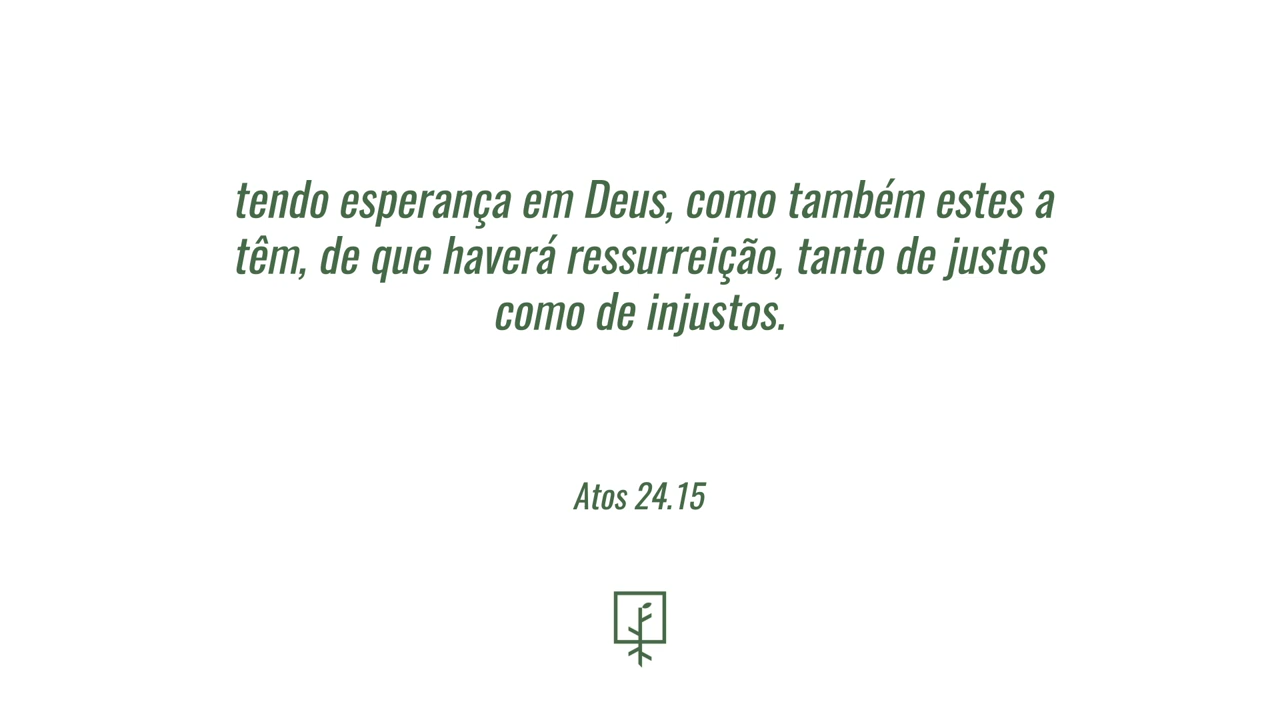 tendo esperança em Deus, como também estes a
têm, de que haverá ressurreição, tanto de justos
como de injustos.
Atos 24.15